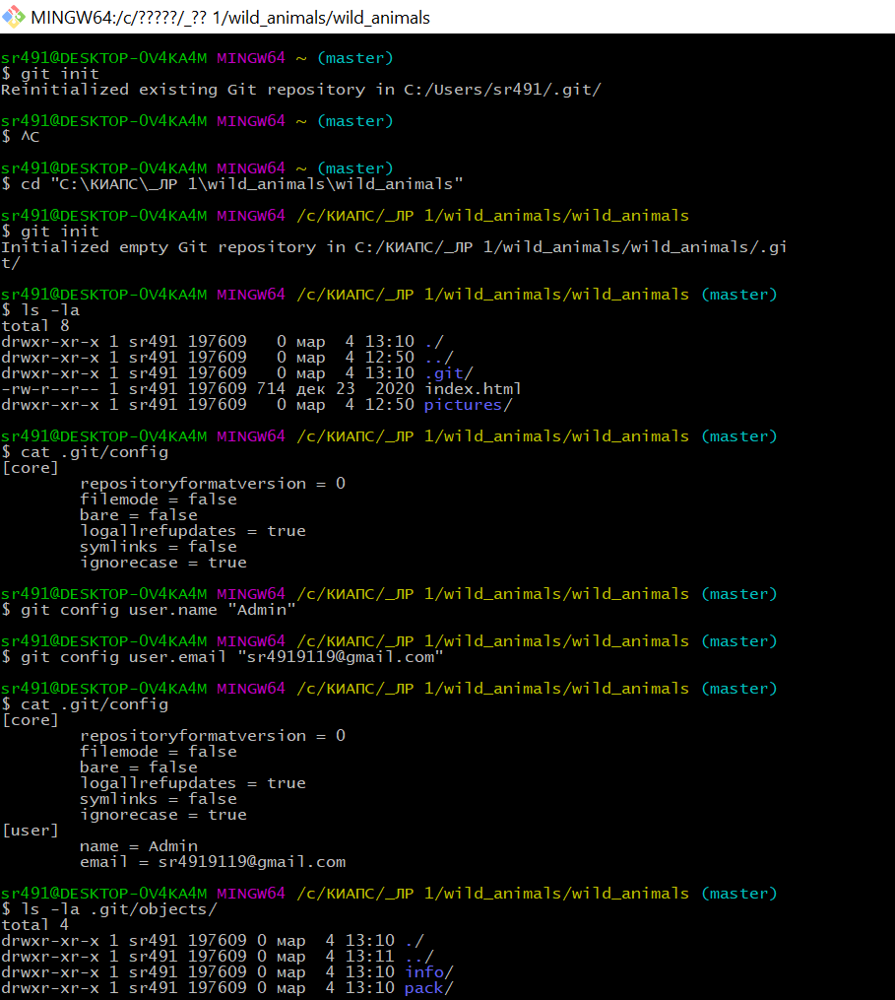 MINGW64:/c/?????/_?? 1/wild_animals/wild_animals
sr491@DESKTOP-0V4KA4M MINGW64 ~ (master)
$ git init
Reinitialized existing Git repository in C:/Users/sr491/.git/
sr491@DESKTOP-0V4KA4M MINGW64 ~ (master)
$ ^C
sr491@DESKTOP-0V4KA4M MINGW64 ~ (master)
$ cd "C:\КИАПС\_ЛР 1\wild_animals\wild_animals"
sr491@DESKTOP-0V4KA4M MINGW64 /c/КИАПС/_ЛР 1/wild_animals/wild_animals
$ git init
Initialized empty Git repository in C:/КИАПС/_ЛР 1/wild_animals/wild_animals/.gi
t/
sr491@DESKTOP-0V4KA4M MINGW64 /c/КИАПС/_ЛР 1/wild_animals/wild_animals (master)
$ ls -la
total 8
drwxr-xr-x 1 sr491 197609   0 мар  4 13:10 ./
drwxr-xr-x 1 sr491 197609   0 мар  4 12:50 ../
drwxr-xr-x 1 sr491 197609   0 мар  4 13:10 .git/
-rw-r--r-- 1 sr491 197609 714 дек 23  2020 index.html
drwxr-xr-x 1 sr491 197609   0 мар  4 12:50 pictures/
sr491@DESKTOP-0V4KA4M MINGW64 /c/КИАПС/_ЛР 1/wild_animals/wild_animals (master)
$ cat .git/config
[core]
        repositoryformatversion = 0
        filemode = false
        bare = false
        logallrefupdates = true
        symlinks = false
        ignorecase = true
sr491@DESKTOP-0V4KA4M MINGW64 /c/КИАПС/_ЛР 1/wild_animals/wild_animals (master)
$ git config user.name "Admin"
sr491@DESKTOP-0V4KA4M MINGW64 /c/КИАПС/_ЛР 1/wild_animals/wild_animals (master)
$ git config user.email "sr4919119@gmail.com"
sr491@DESKTOP-0V4KA4M MINGW64 /c/КИАПС/_ЛР 1/wild_animals/wild_animals (master)
$ cat .git/config
[core]
        repositoryformatversion = 0
        filemode = false
        bare = false
        logallrefupdates = true
        symlinks = false
        ignorecase = true
[user]
        name = Admin
        email = sr4919119@gmail.com
sr491@DESKTOP-0V4KA4M MINGW64 /c/КИАПС/_ЛР 1/wild_animals/wild_animals (master)
$ ls -la .git/objects/
total 4
drwxr-xr-x 1 sr491 197609 0 мар  4 13:10 ./
drwxr-xr-x 1 sr491 197609 0 мар  4 13:11 ../
drwxr-xr-x 1 sr491 197609 0 мар  4 13:10 info/
drwxr-xr-x 1 sr491 197609 0 мар  4 13:10 pack/